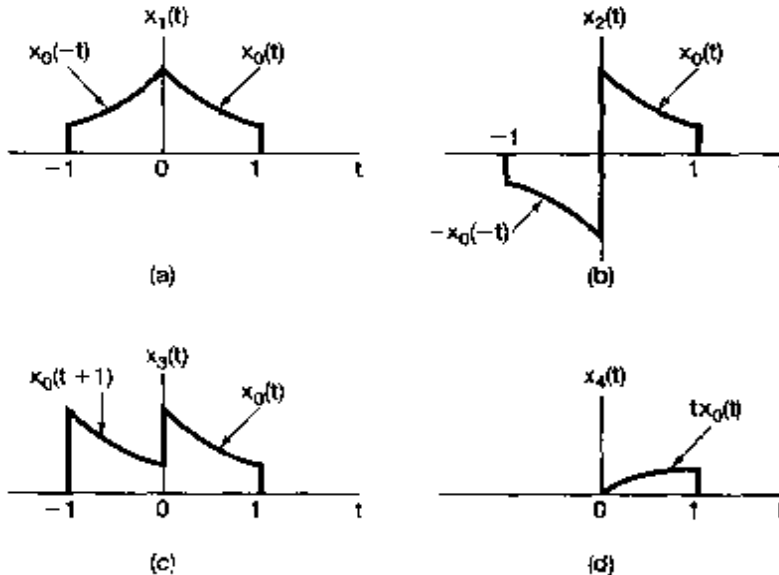 x₁(t)
x₀(−t)
x₀(t)
−1
0
1
t
(a)
x₂(t)
x₀(t)
−1
1
−x₀(−t)
(b)
x₃(t)
x₀(t + 1)
x₀(t)
−1
0
1
t
(c)
x₄(t)
tx₀(t)
0
1
(d)